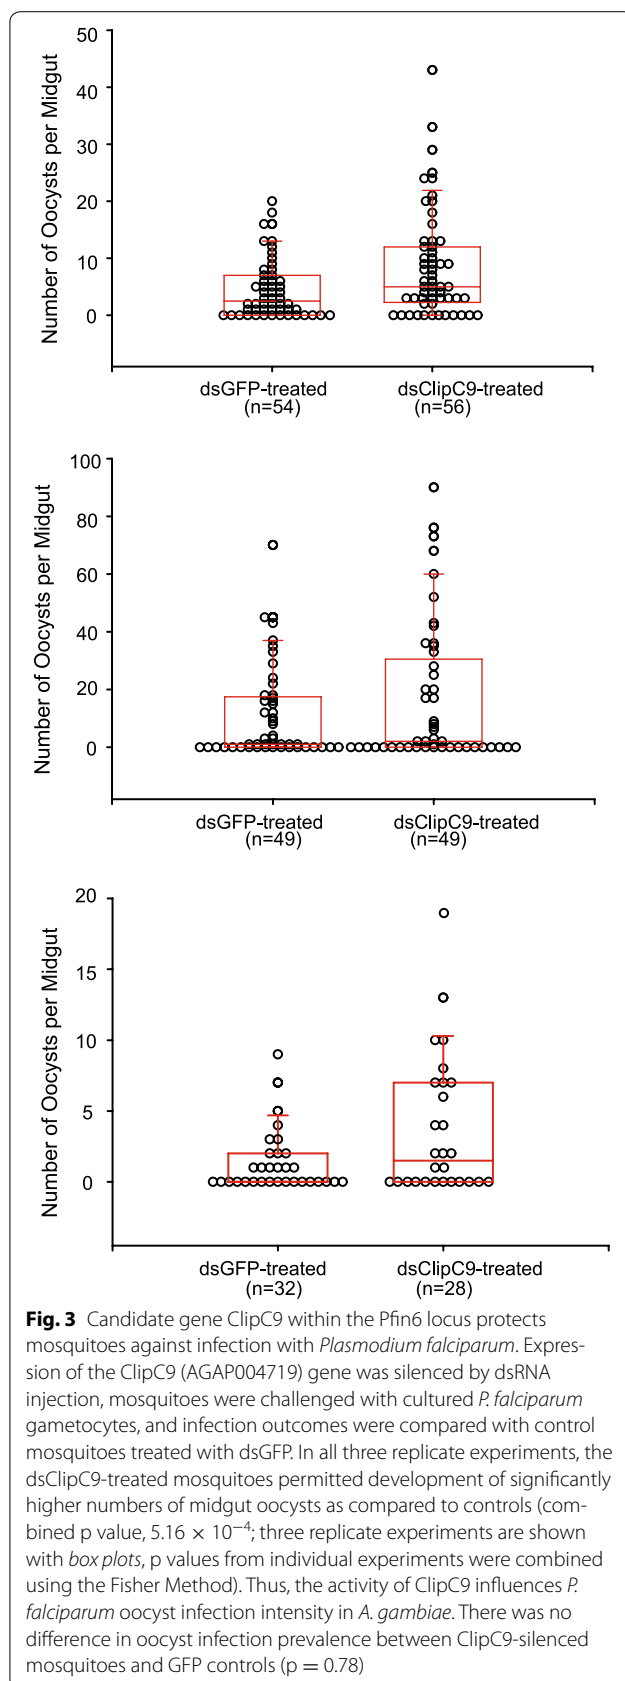 50
40
30
20
10
0
Number of Oocysts per Midgut
dsGFP-treated
(n=54)
dsClipC9-treated
(n=56)
100
80
60
40
20
0
Number of Oocysts per Midgut
dsGFP-treated
(n=49)
dsClipC9-treated
(n=49)
20
15
10
5
0
Number of Oocysts per Midgut
dsGFP-treated
(n=32)
dsClipC9-treated
(n=28)
Fig. 3 Candidate gene ClipC9 within the Pfin6 locus protects
mosquitoes against infection with Plasmodium falciparum. Expres-
sion of the ClipC9 (AGAP004719) gene was silenced by dsRNA
injection, mosquitoes were challenged with cultured P. falciparum
gametocytes, and infection outcomes were compared with control
mosquitoes treated with dsGFP. In all three replicate experiments, the
dsClipC9-treated mosquitoes permitted development of significantly
higher numbers of midgut oocysts as compared to controls (com-
bined p value, 5.16 × 10⁻⁴; three replicate experiments are shown
with box plots, p values from individual experiments were combined
using the Fisher Method). Thus, the activity of ClipC9 influences P.
falciparum oocyst infection intensity in A. gambiae. There was no
difference in oocyst infection prevalence between ClipC9-silenced
mosquitoes and GFP controls (p = 0.78)